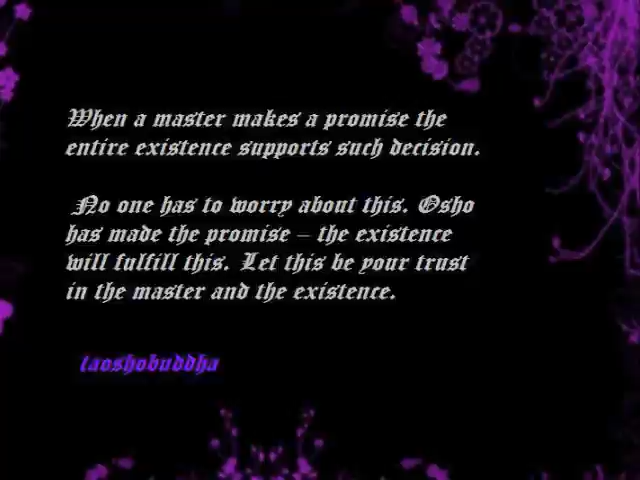 When a master makes a promise the
entire existence supports such decision.
No one has to worry about this. Osho
has made the promise – the existence
will fulfill this. Let this be your trust
in the master and the existence.
taoshobuddha